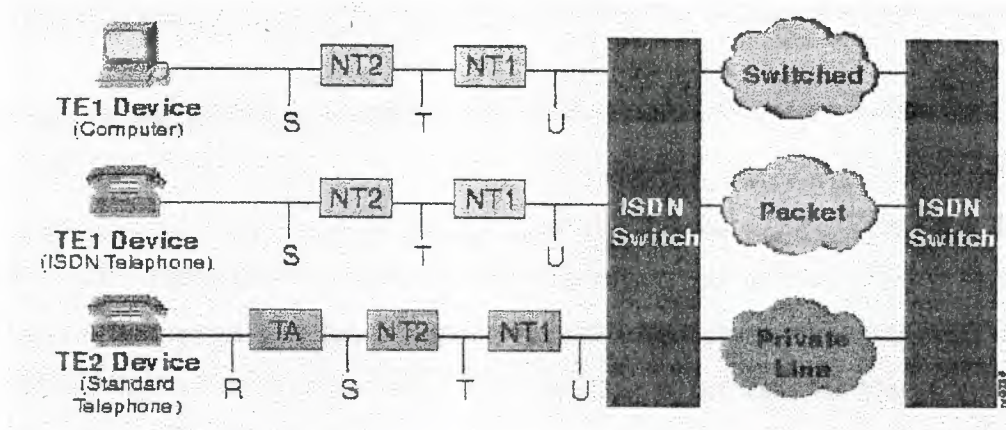 NT2
NT1
Switched
TE1 Device
(Computer)
S
T
U
NT2
NT1
ISDN
Switch
Packet
ISDN
Switch
TE1 Device
(ISDN Telephone)
S
T
U
TA
NT2
NT1
Private
Line
TE2 Device
(Standard
Telephone)
R
S
T
U